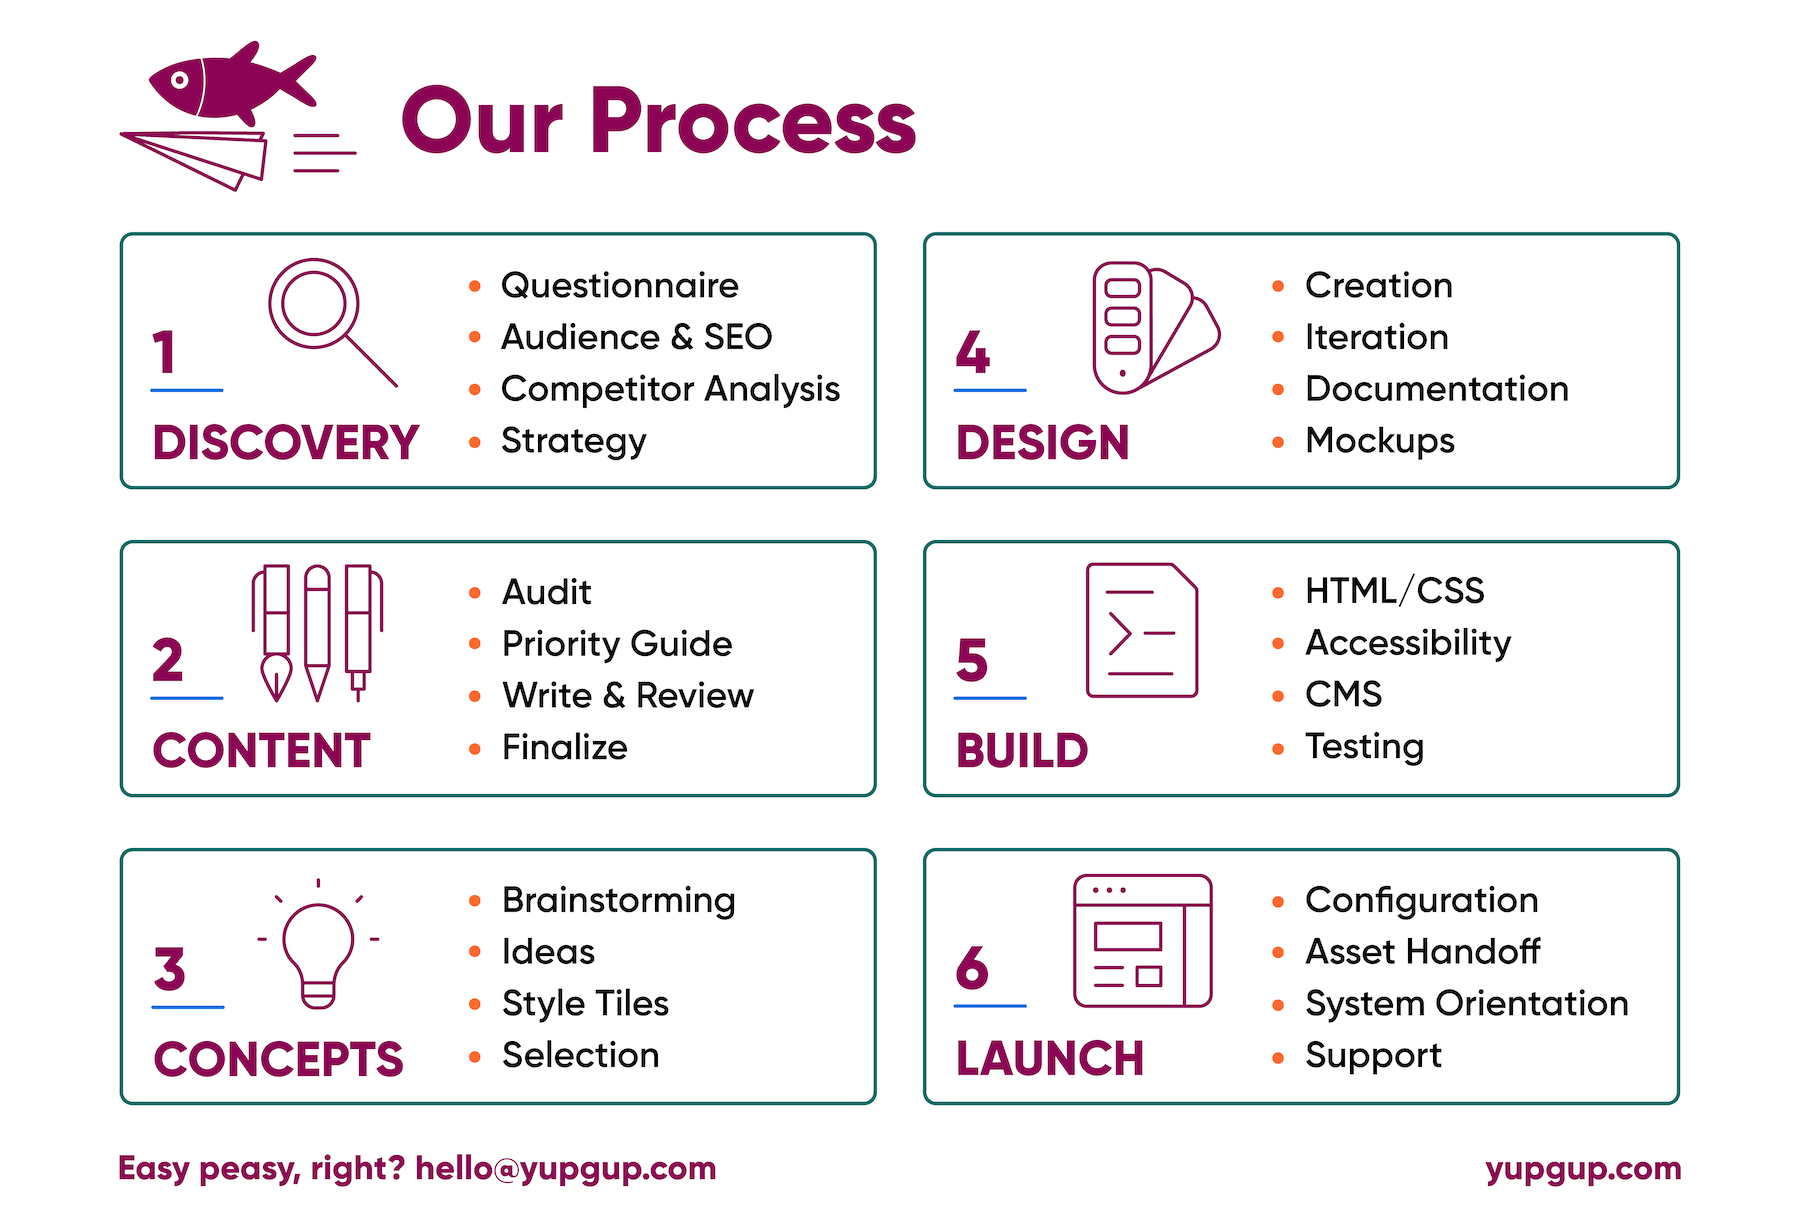 Our Process
1
DISCOVERY
Questionnaire
Audience & SEO
Competitor Analysis
Strategy
2
CONTENT
Audit
Priority Guide
Write & Review
Finalize
3
CONCEPTS
Brainstorming
Ideas
Style Tiles
Selection
4
DESIGN
Creation
Iteration
Documentation
Mockups
5
BUILD
HTML/CSS
Accessibility
CMS
Testing
6
LAUNCH
Configuration
Asset Handoff
System Orientation
Support
Easy peasy, right? hello@yupgup.com
yupgup.com